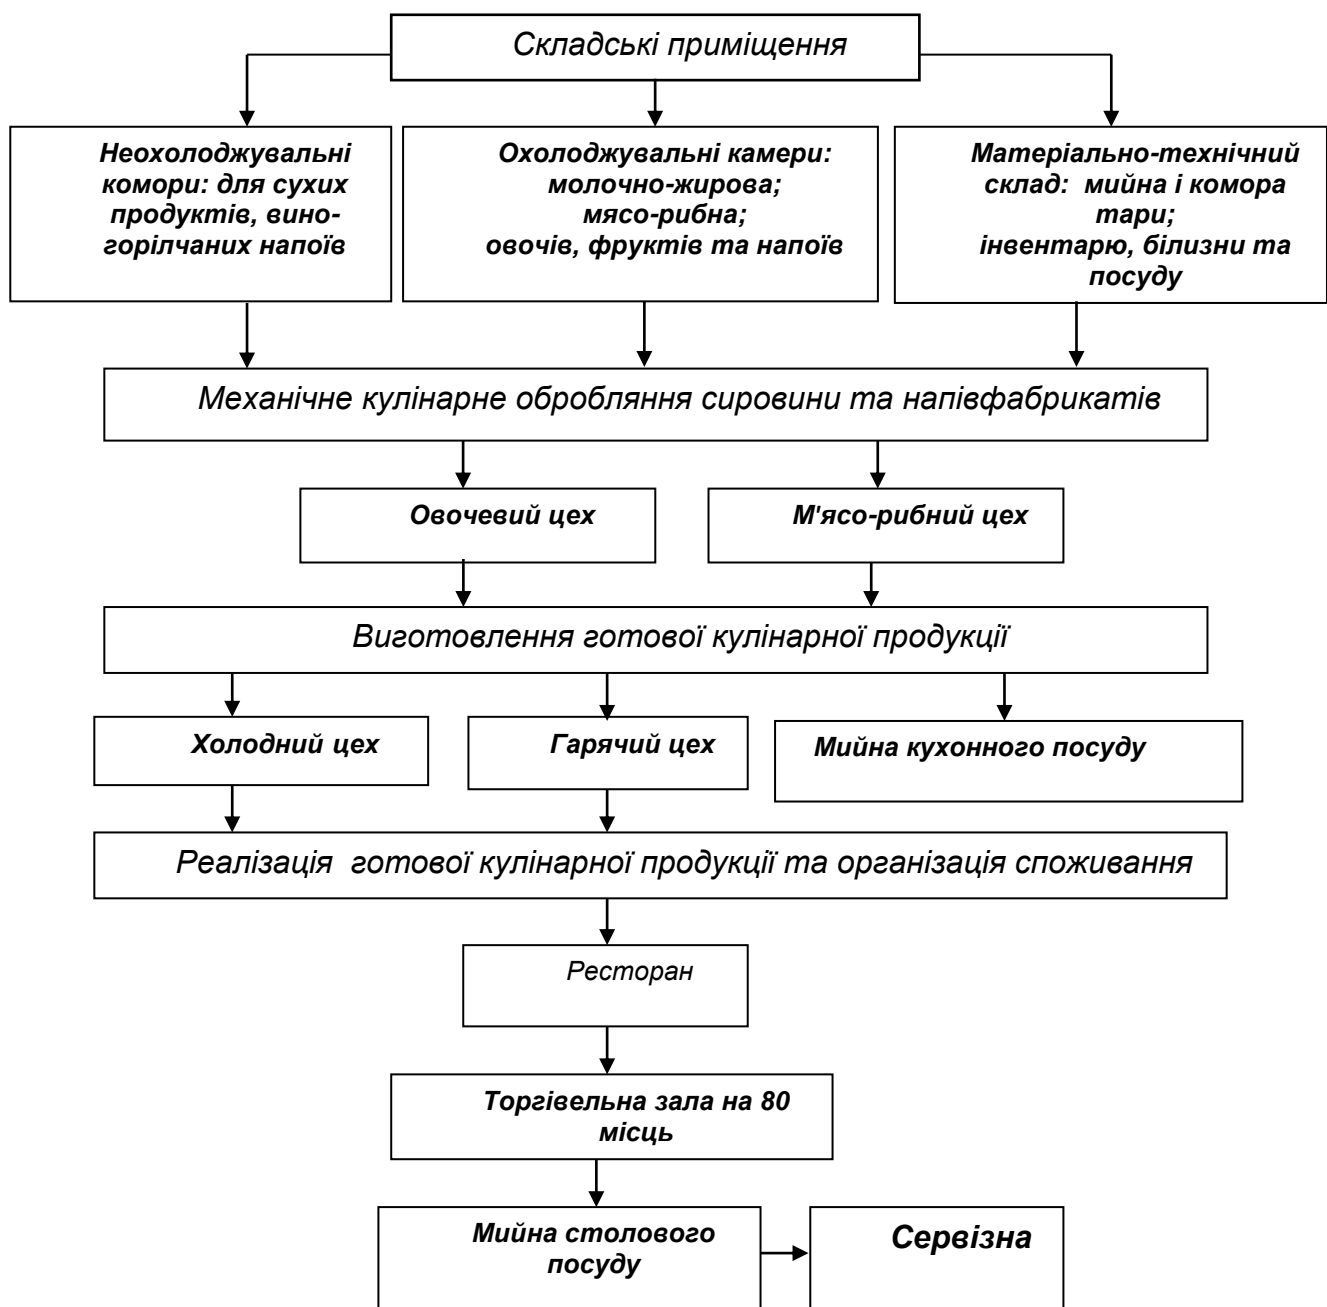 Складські приміщення
Неохолоджувальні
комори: для сухих
продуктів, вино-
горілчаних напоїв
Охолоджувальні камери:
молочно-жирова;
мясо-рибна;
овочів, фруктів та напоїв
Матеріально-технічний
склад: мийна і комора
тари;
інвентарю, білизни та
посуду
Механічне кулінарне обробляння сировини та напівфабрикатів
Овочевий цех
М'ясо-рибний цех
Виготовлення готової кулінарної продукції
Холодний цех
Гарячий цех
Мийна кухонного посуду
Реалізація готової кулінарної продукції та організація споживання
Ресторан
Торгівельна зала на 80
місць
Мийна столового
посуду
Сервізна